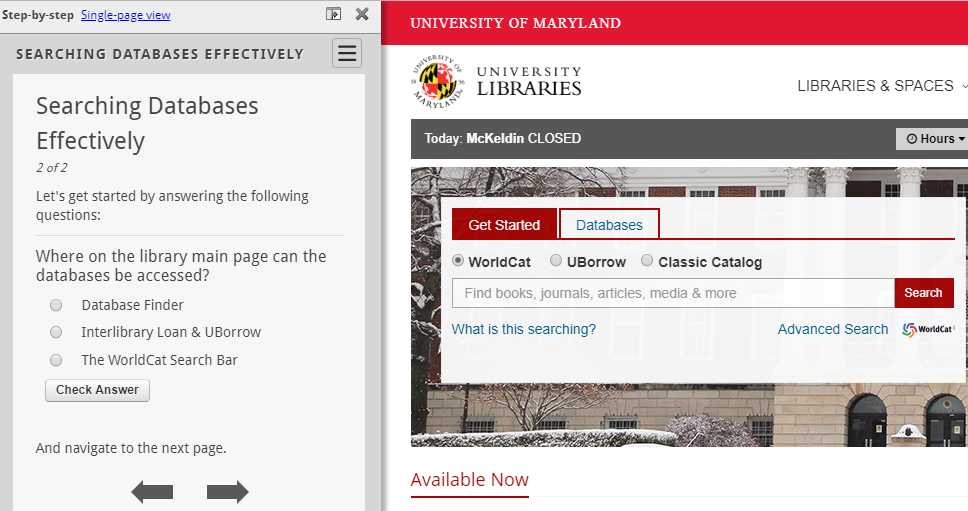 Step-by-step Single-page view
SEARCHING DATABASES EFFECTIVELY
Searching Databases
Effectively
2 of 2
Let's get started by answering the following
questions:
Where on the library main page can the
databases be accessed?
Database Finder
Interlibrary Loan & UBorrow
The WorldCat Search Bar
Check Answer
And navigate to the next page.
UNIVERSITY OF MARYLAND
UNIVERSITY
LIBRARIES
LIBRARIES & SPACES
Today: McKeldin CLOSED
Hours
Get Started Databases
WorldCat UBorrow Classic Catalog
Find books, journals, articles, media & more Search
What is this searching? Advanced Search WorldCat
Available Now